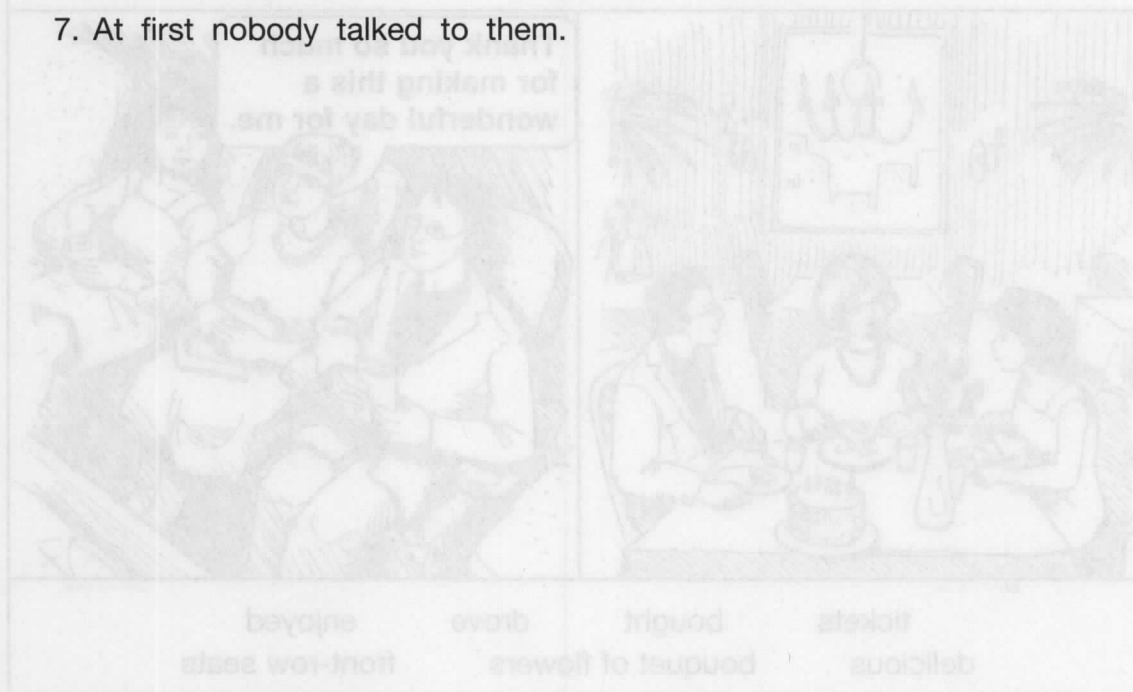 7. At first nobody talked to them.
Thank you so much
for making this a
wonderful day for me.
tickets bought drove enjoyed
delicious bouquet of flowers front-row seats